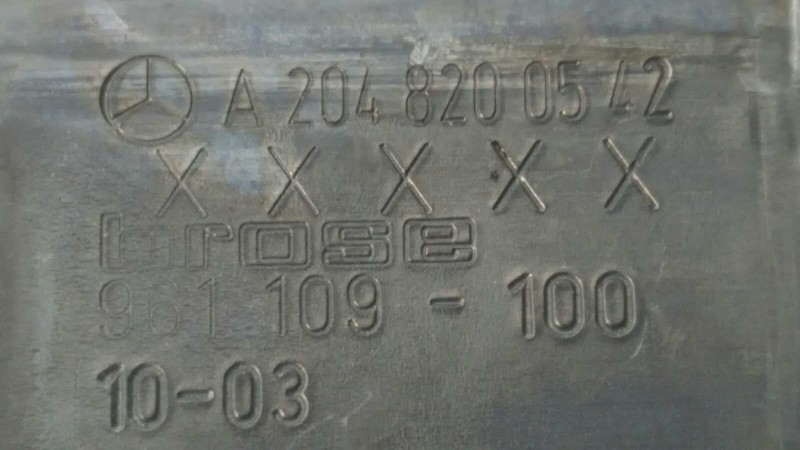 A 204 820 05 42
X X X X X
brose
961 109 - 100
10-03